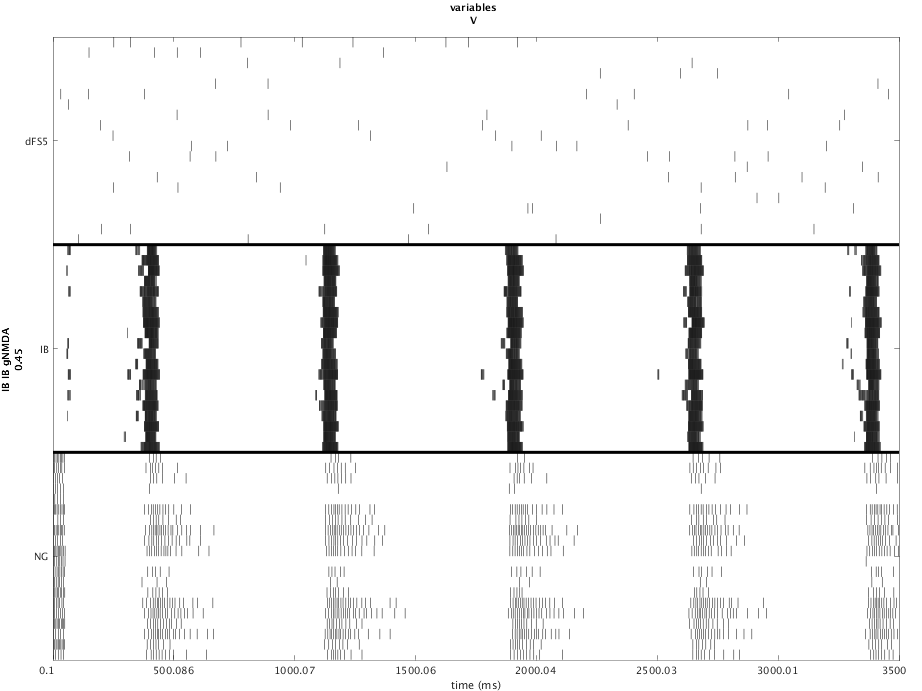 variables
V
dFS5
IB
NG
IB IB gNMDA
0.45
0.1
500.086
1000.07
1500.06
2000.04
2500.03
3000.01
3500
time (ms)